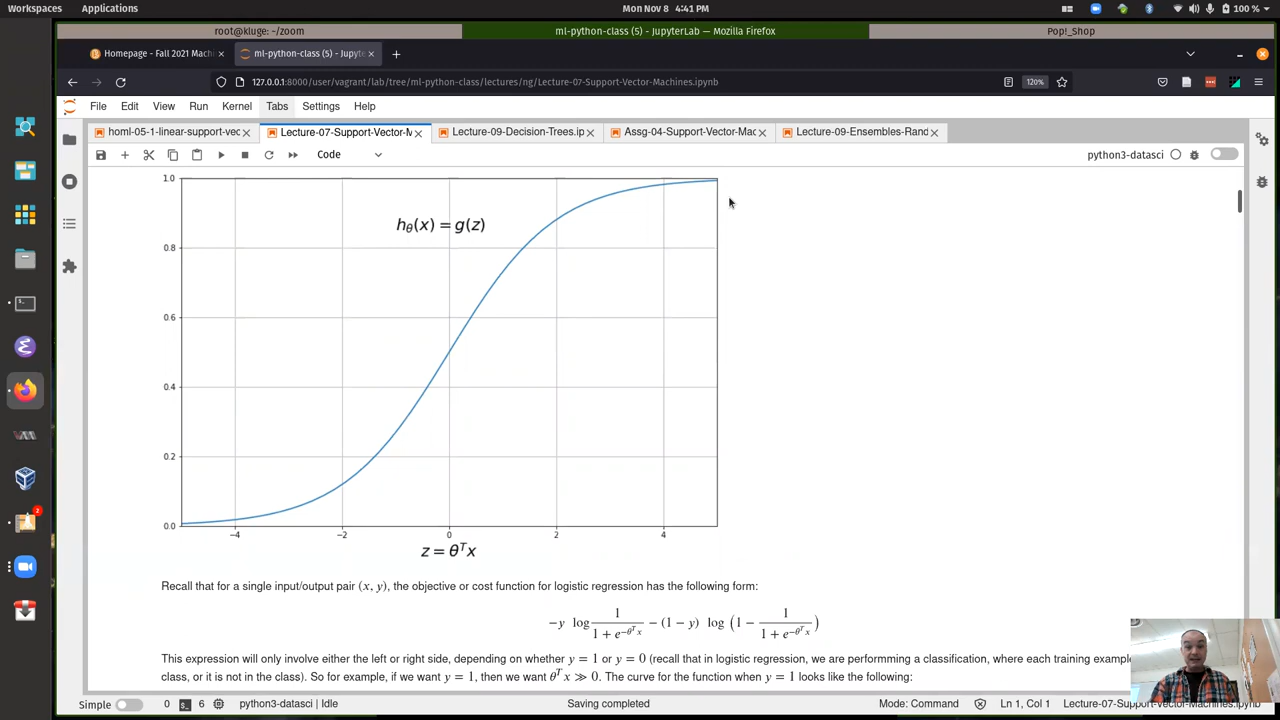 Workspaces Applications Mon Nov 8 4:41 PM 100 %
root@kluge: ~/zoom ml-python-class (5) - JupyterLab — Mozilla Firefox Pop!_Shop
Homepage - Fall 2021 Machi ml-python-class (5) - Jupyte
127.0.0.1:8000/user/vagrant/lab/tree/ml-python-class/lectures/ng/Lecture-07-Support-Vector-Machines.ipynb 120%
File Edit View Run Kernel Tabs Settings Help
homl-05-1-linear-support-vec Lecture-07-Support-Vector-M Lecture-09-Decision-Trees.ip Assg-04-Support-Vector-Mac Lecture-09-Ensembles-Rand
Code python3-datasci
1.0
hθ(x) = g(z)
0.8
0.6
0.4
0.2
0.0
−4 −2 0 2 4
z = θᵀx
Recall that for a single input/output pair (x, y), the objective or cost function for logistic regression has the following form:
−y log 1/(1 + e^{−θᵀx}) − (1 − y) log (1 − 1/(1 + e^{−θᵀx}))
This expression will only involve either the left or right side, depending on whether y = 1 or y = 0 (recall that in logistic regression, we are performming a classification, where each training examp
class, or it is not in the class). So for example, if we want y = 1, then we want θᵀx ≫ 0. The curve for the function when y = 1 looks like the following:
Simple 0 6 python3-datasci | Idle Saving completed Mode: Command Ln 1, Col 1 Lecture-07-Support-Vector-Machines.ipynb
2